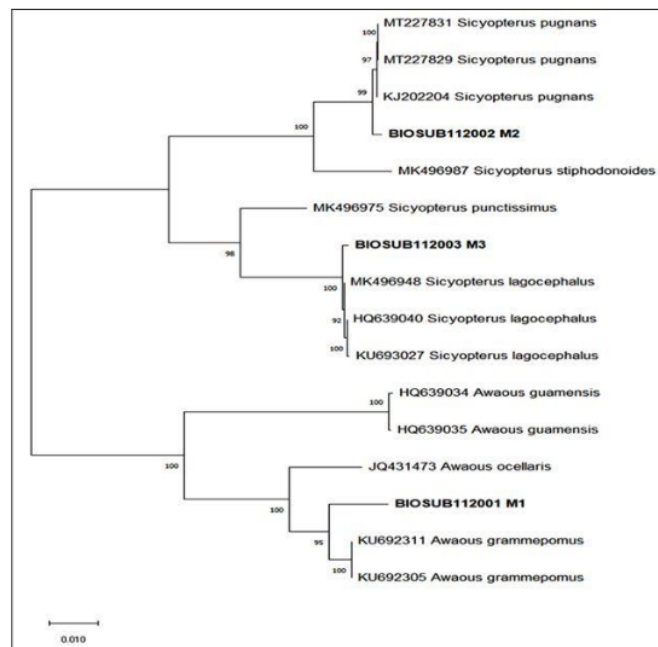 MT227831 Sicyopterus pugnans
100
97
MT227829 Sicyopterus pugnans
99
KJ202204 Sicyopterus pugnans
100
BIOSUB112002 M2
MK496987 Sicyopterus stiphodonoides
MK496975 Sicyopterus punctissimus
98
BIOSUB112003 M3
100
MK496948 Sicyopterus lagocephalus
92
HQ639040 Sicyopterus lagocephalus
100
KU693027 Sicyopterus lagocephalus
HQ639034 Awaous guamensis
100
HQ639035 Awaous guamensis
100
JQ431473 Awaous ocellaris
100
BIOSUB112001 M1
95
KU692311 Awaous grammepomus
100
KU692305 Awaous grammepomus
0.010